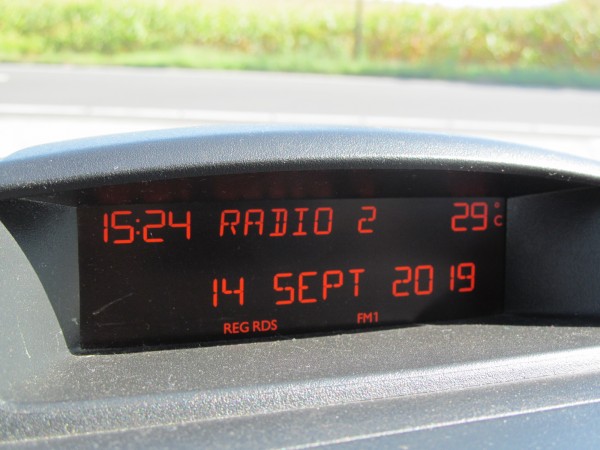 15:24 RADIO 2 29°C
14 SEPT 2019
REG RDS FM1